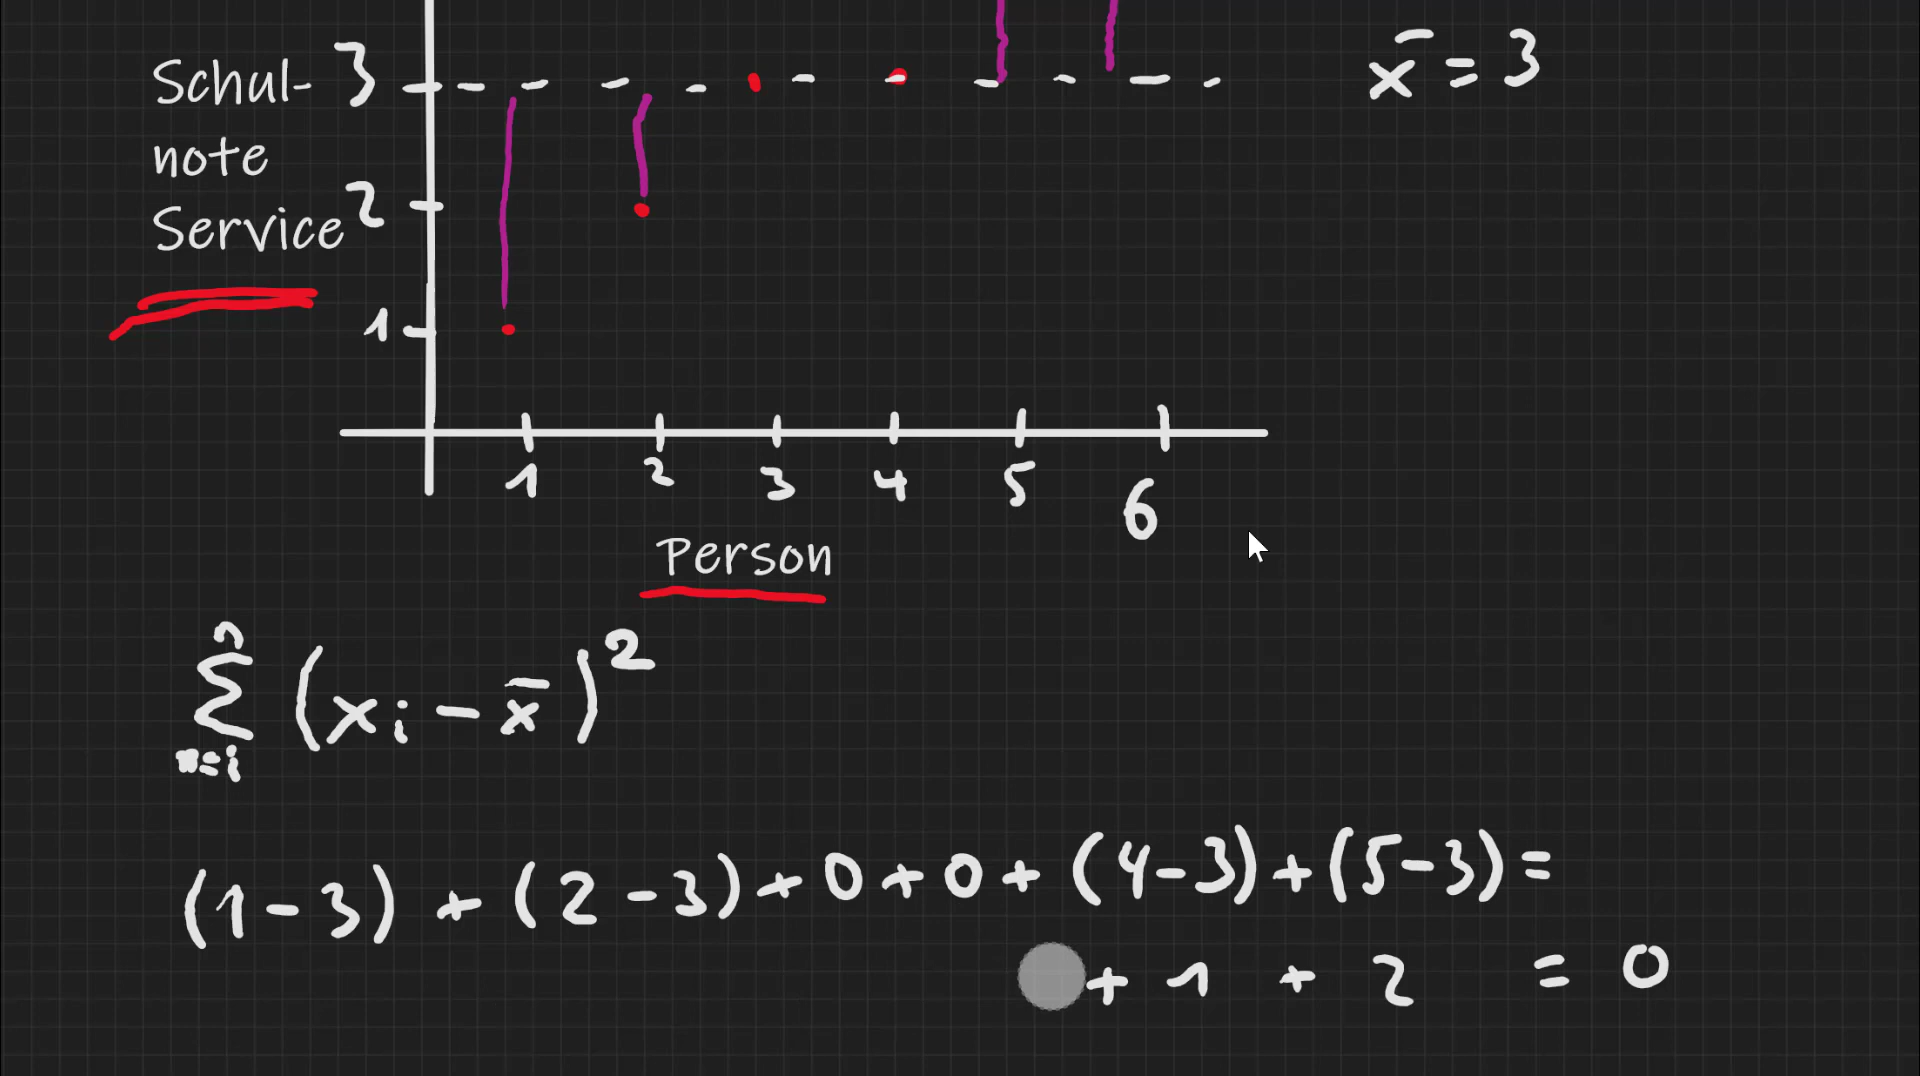 Schul-
note
Service
3
2
1
x̄ = 3
1 2 3 4 5 6
Person
n
∑ (xᵢ - x̄)²
n=i
(1-3) + (2-3) + 0 + 0 + (4-3) + (5-3) =
+ 1 + 2 = 0